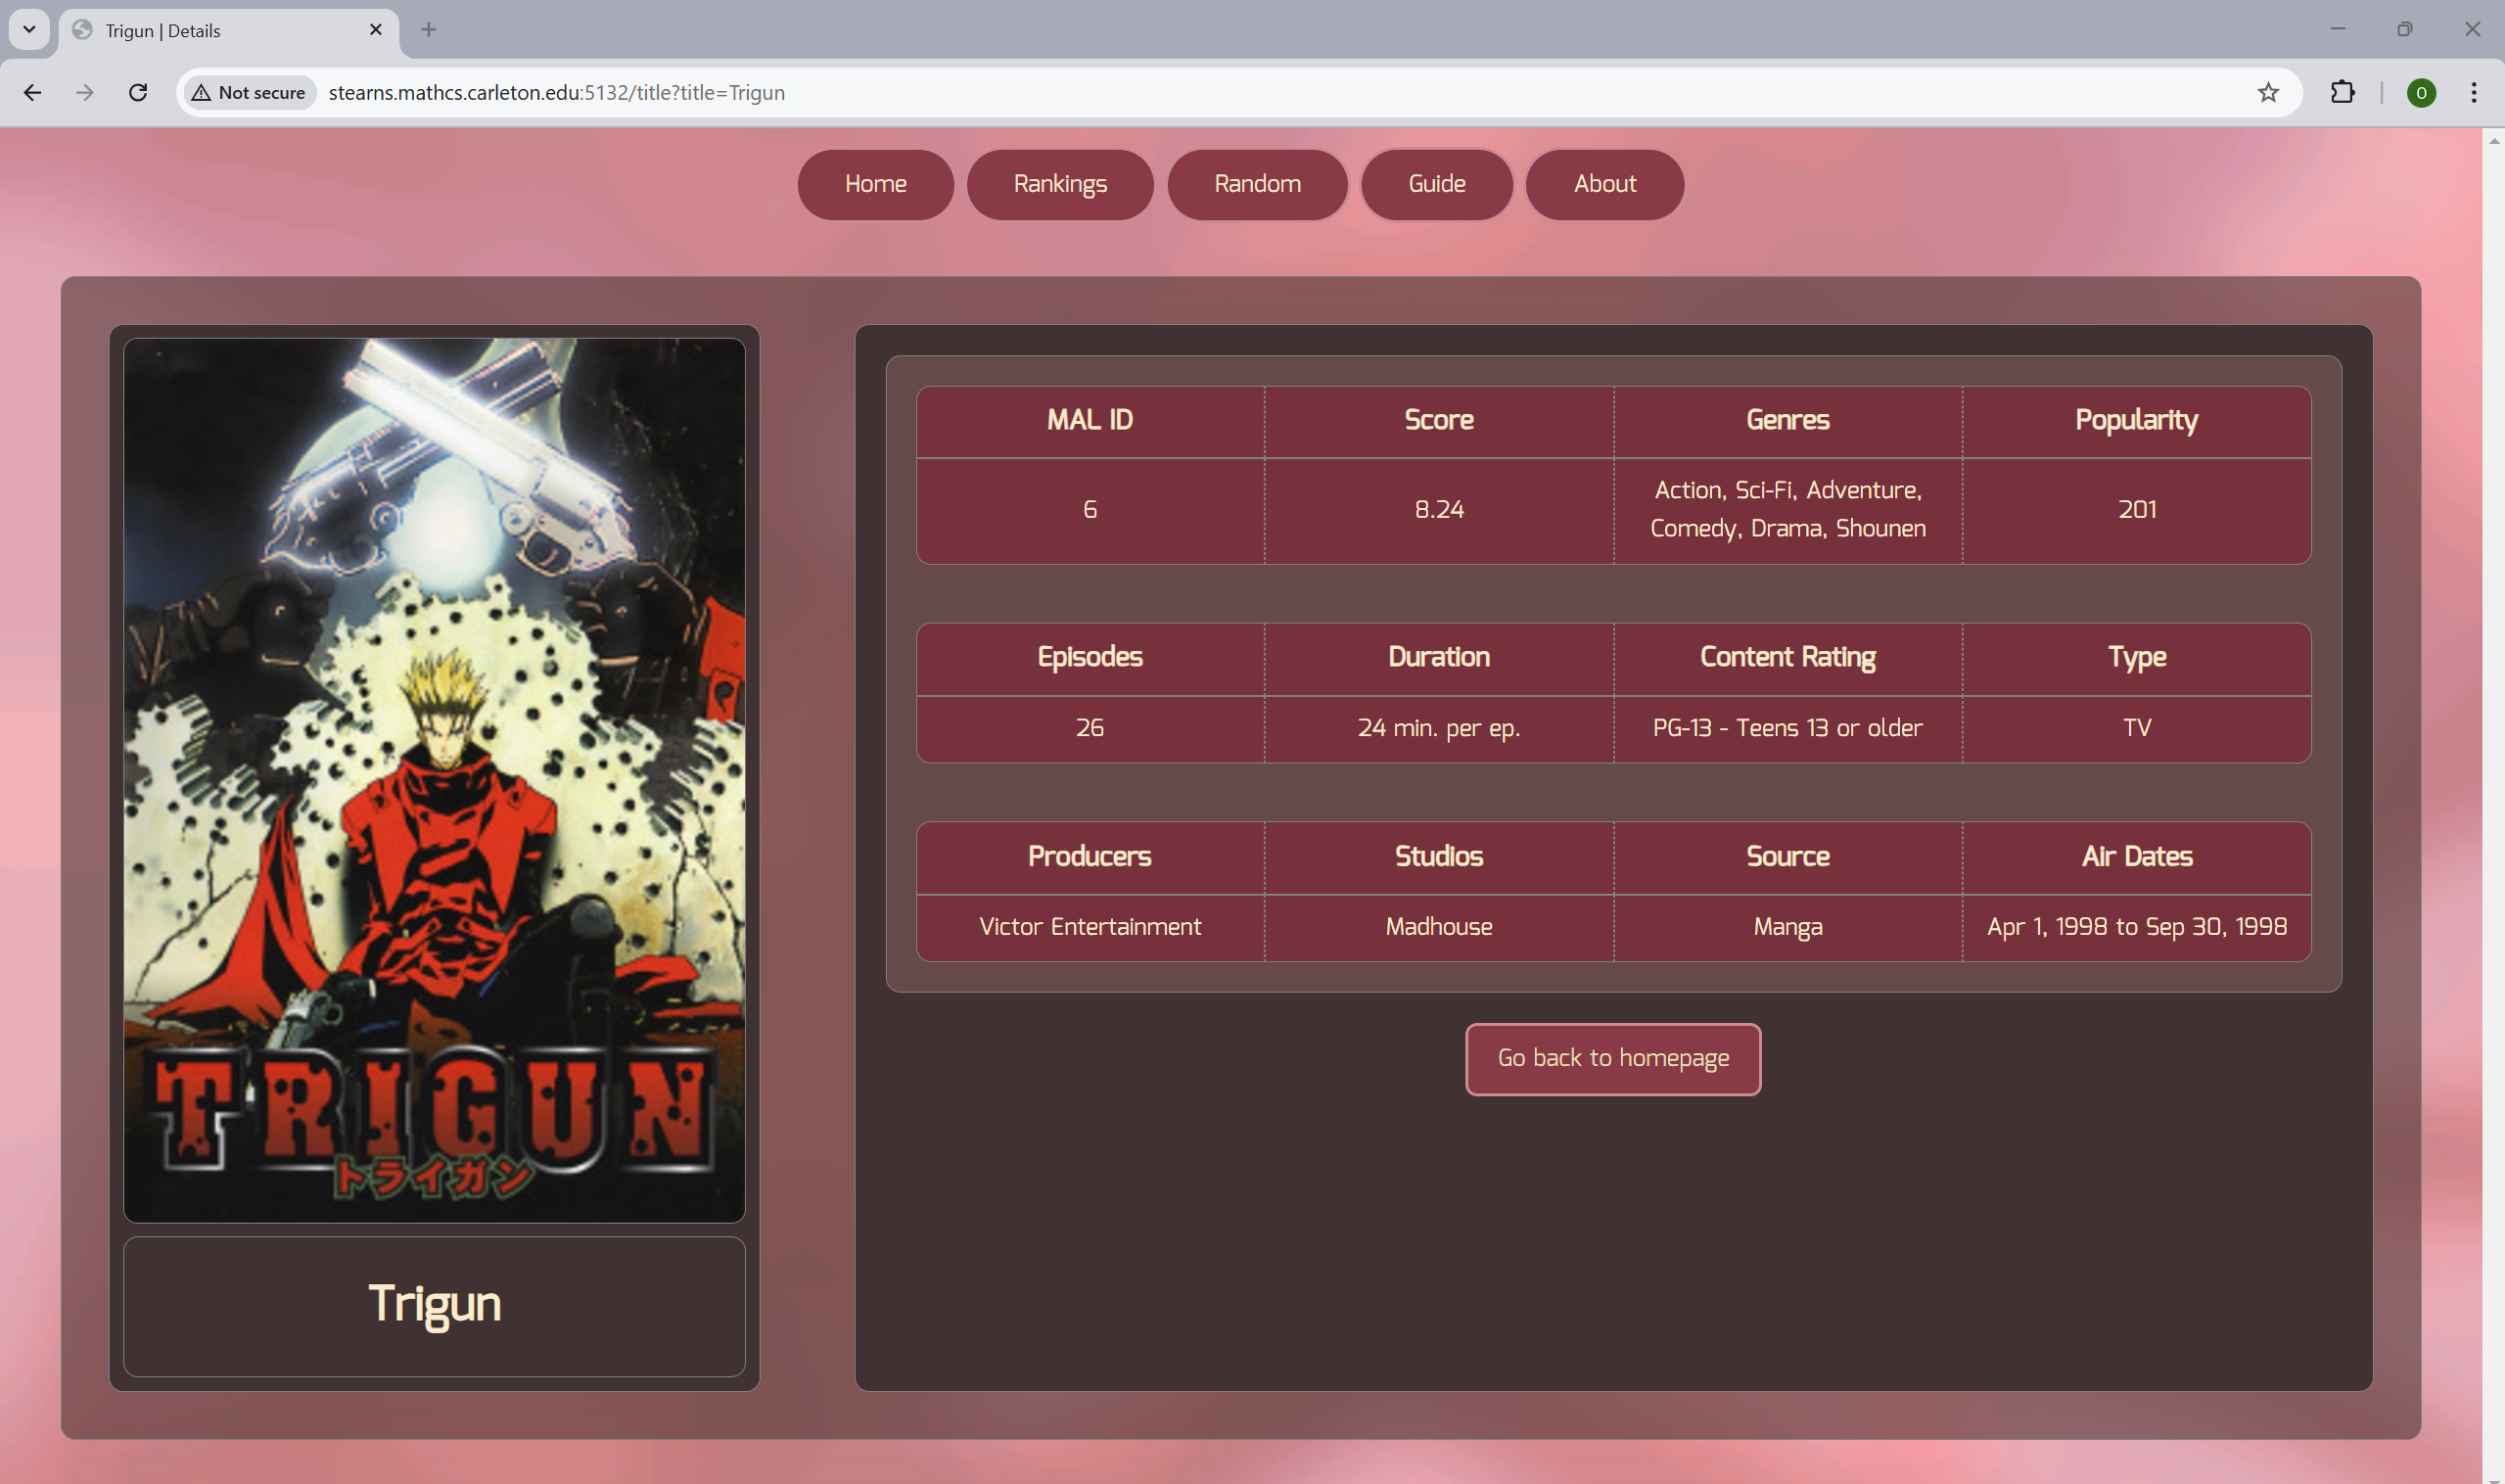 Trigun | Details
Not secure
stearns.mathcs.carleton.edu:5132/title?title=Trigun
O
Home
Rankings
Random
Guide
About
TRIGUN
トライガン
Trigun
MAL ID
Score
Genres
Popularity
6
8.24
Action, Sci-Fi, Adventure,
Comedy, Drama, Shounen
201
Episodes
Duration
Content Rating
Type
26
24 min. per ep.
PG-13 - Teens 13 or older
TV
Producers
Studios
Source
Air Dates
Victor Entertainment
Madhouse
Manga
Apr 1, 1998 to Sep 30, 1998
Go back to homepage